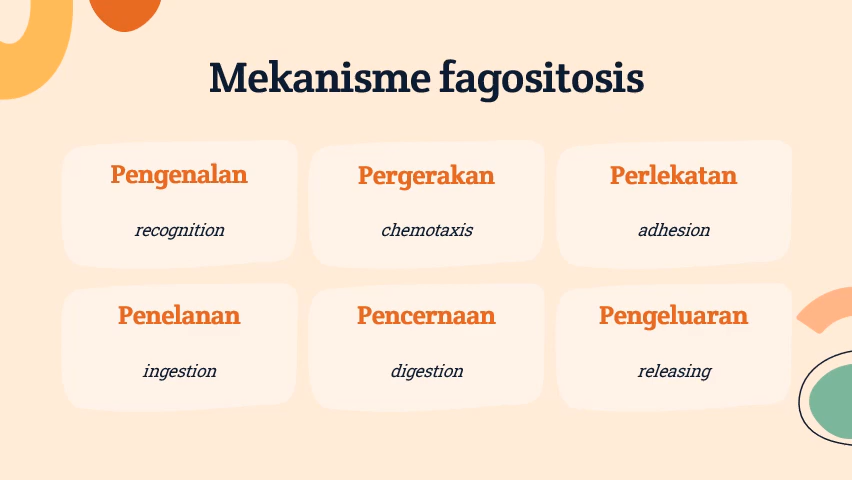 Mekanisme fagositosis
Pengenalan
recognition
Pergerakan
chemotaxis
Perlekatan
adhesion
Penelanan
ingestion
Pencernaan
digestion
Pengeluaran
releasing